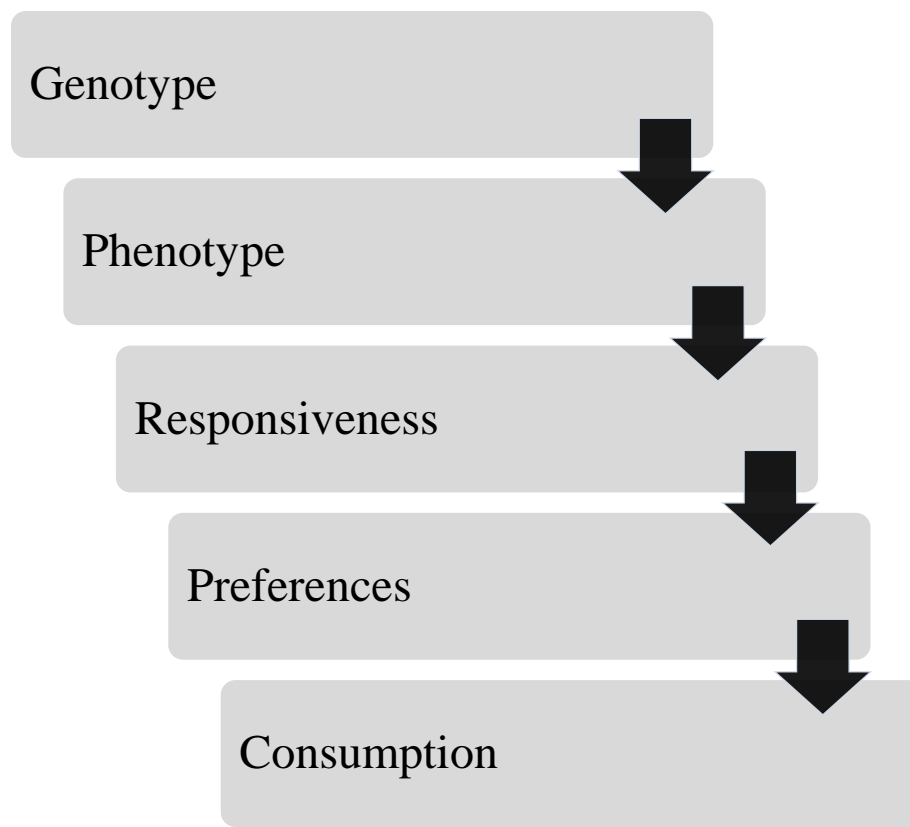 Genotype
Phenotype
Responsiveness
Preferences
Consumption